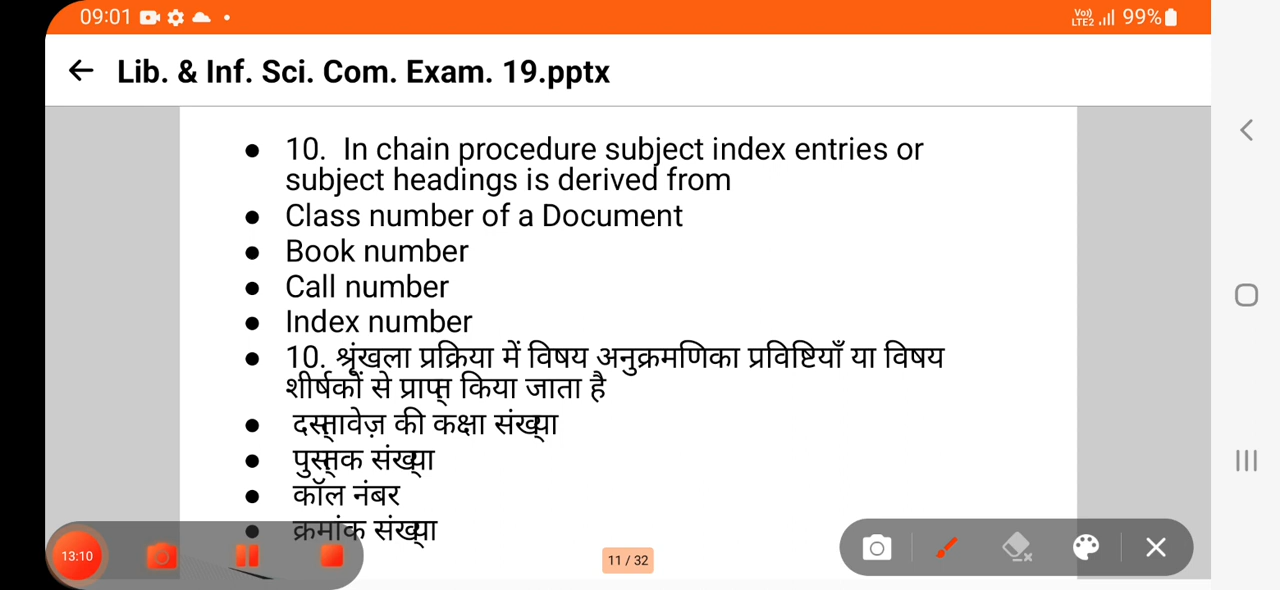 09:01
Vo))
LTE2
99%
Lib. & Inf. Sci. Com. Exam. 19.pptx
10. In chain procedure subject index entries or
subject headings is derived from
Class number of a Document
Book number
Call number
Index number
10. श्रृंखला प्रक्रिया में विषय अनुक्रमणिका प्रविष्टियाँ या विषय
शीर्षकों से प्राप्त किया जाता है
दस्तावेज़ की कक्षा संख्या
पुस्तक संख्या
कॉल नंबर
क्रमांक संख्या
13:10
11 / 32